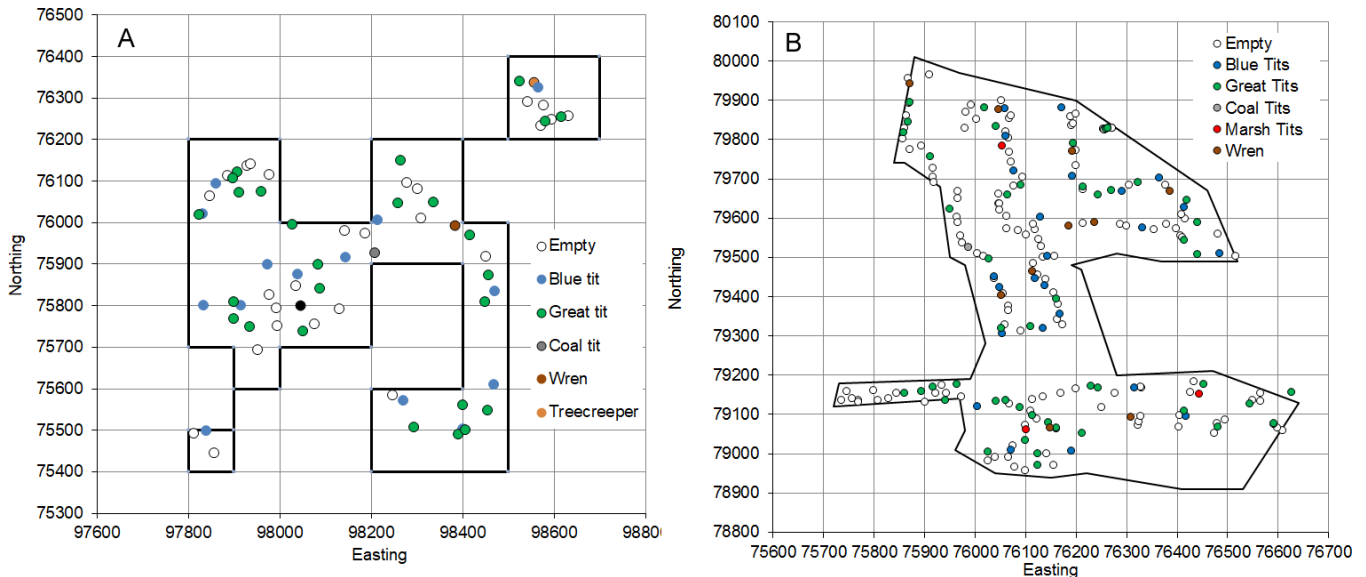 A
76500
76400
76300
76200
76100
76000
75900
75800
75700
75600
75500
75400
75300
97600
97800
98000
98200
98400
98600
98800
Northing
Easting
Empty
Blue tit
Great tit
Coal tit
Wren
Treecreeper
B
80100
80000
79900
79800
79700
79600
79500
79400
79300
79200
79100
79000
78900
78800
75600 75700 75800 75900 76000 76100 76200 76300 76400 76500 76600 76700
Northing
Easting
Empty
Blue Tits
Great Tits
Coal Tits
Marsh Tits
Wren